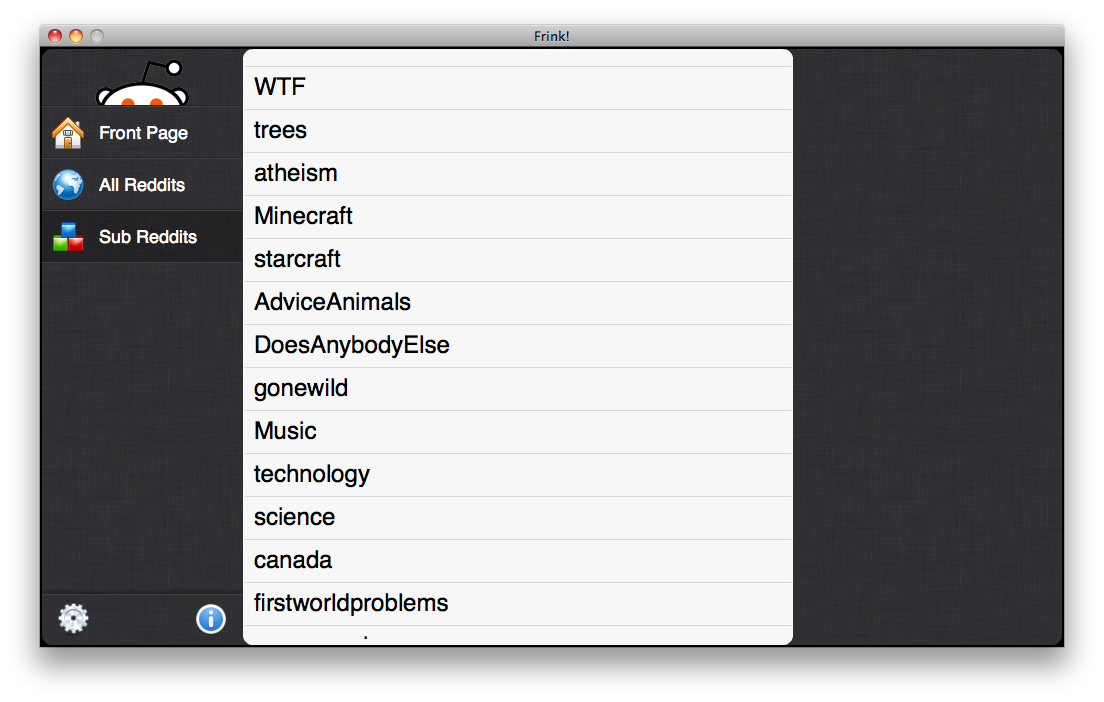 Frink!
Front Page
All Reddits
Sub Reddits
WTF
trees
atheism
Minecraft
starcraft
AdviceAnimals
DoesAnybodyElse
gonewild
Music
technology
science
canada
firstworldproblems